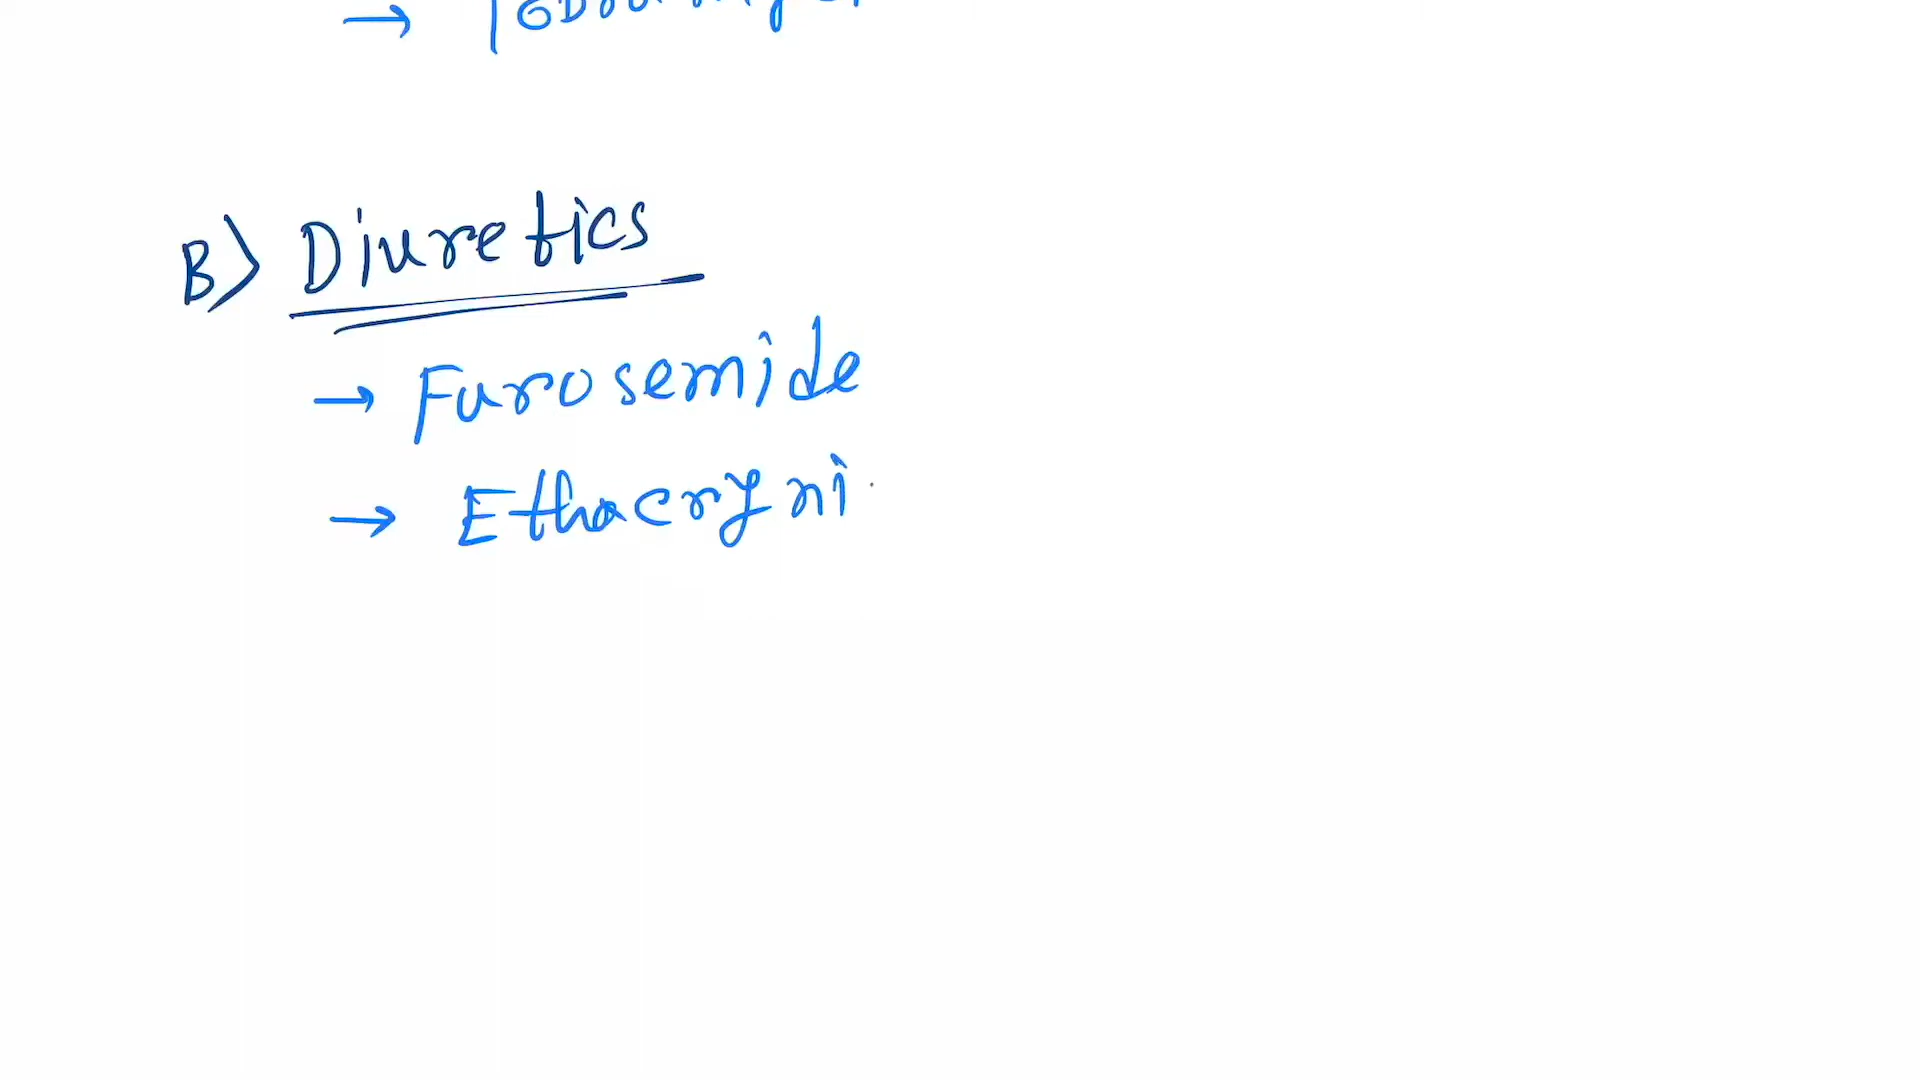 →
B) Diuretics
→ Furosemide
→ Ethacryni